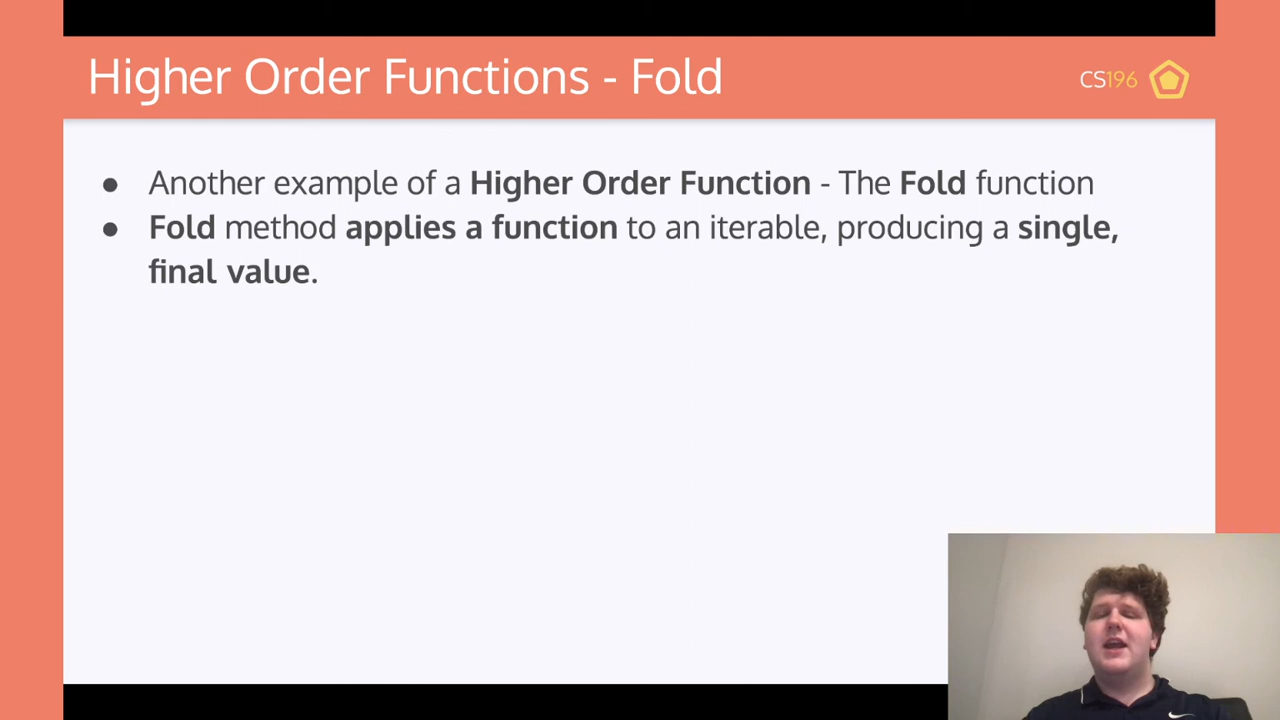 Higher Order Functions - Fold
CS196
● Another example of a Higher Order Function - The Fold function
● Fold method applies a function to an iterable, producing a single,
final value.